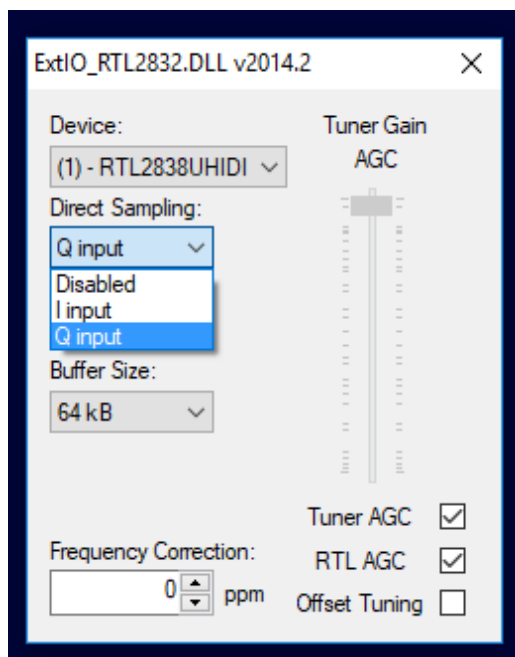 ExtIO_RTL2832.DLL v2014.2
Device:
(1) - RTL2838UHIDI
Direct Sampling:
Q input
Disabled
I input
Q input
Buffer Size:
64 kB
Tuner Gain
AGC
Tuner AGC
RTL AGC
Offset Tuning
Frequency Correction:
0 ppm